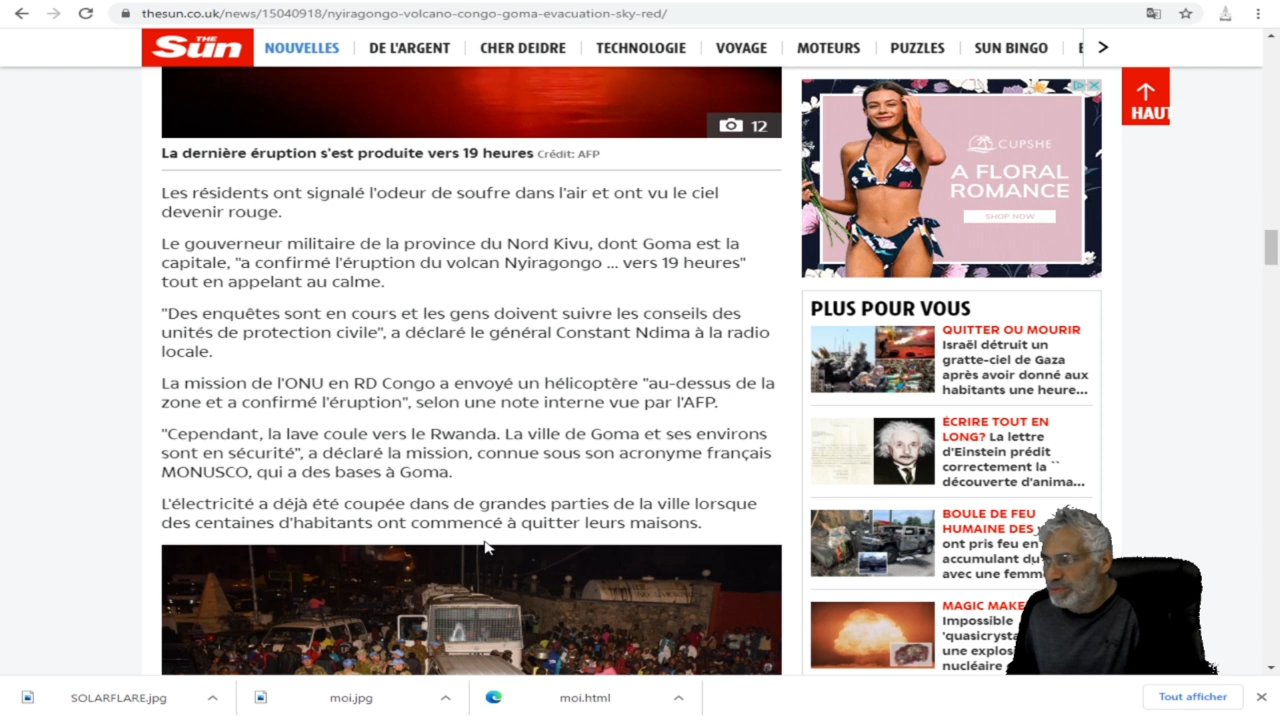 thesun.co.uk/news/15040918/nyiragongo-volcano-congo-goma-evacuation-sky-red/
THE Sun
NOUVELLES
DE L'ARGENT
CHER DEIDRE
TECHNOLOGIE
VOYAGE
MOTEURS
PUZZLES
SUN BINGO
HAUT
12
La dernière éruption s'est produite vers 19 heures Crédit: AFP
Les résidents ont signalé l'odeur de soufre dans l'air et ont vu le ciel
devenir rouge.
Le gouverneur militaire de la province du Nord Kivu, dont Goma est la
capitale, "a confirmé l'éruption du volcan Nyiragongo ... vers 19 heures"
tout en appelant au calme.
"Des enquêtes sont en cours et les gens doivent suivre les conseils des
unités de protection civile", a déclaré le général Constant Ndima à la radio
locale.
La mission de l'ONU en RD Congo a envoyé un hélicoptère "au-dessus de la
zone et a confirmé l'éruption", selon une note interne vue par l'AFP.
"Cependant, la lave coule vers le Rwanda. La ville de Goma et ses environs
sont en sécurité", a déclaré la mission, connue sous son acronyme français
MONUSCO, qui a des bases à Goma.
L'électricité a déjà été coupée dans de grandes parties de la ville lorsque
des centaines d'habitants ont commencé à quitter leurs maisons.
CUPSHE
A FLORAL
ROMANCE
SHOP NOW
PLUS POUR VOUS
QUITTER OU MOURIR
Israël détruit un
gratte-ciel de Gaza
après avoir donné aux
habitants une heure...
ÉCRIRE TOUT EN
LONG? La lettre
d'Einstein prédit
correctement la ``
découverte d'anima...
BOULE DE FEU
HUMAINE DES
ont pris feu en
accumulant du
avec une femm
MAGIC MAKE
Impossible
'quasicrysta
une explos
nucléaire
SOLARFLARE.jpg
moi.jpg
moi.html
Tout afficher